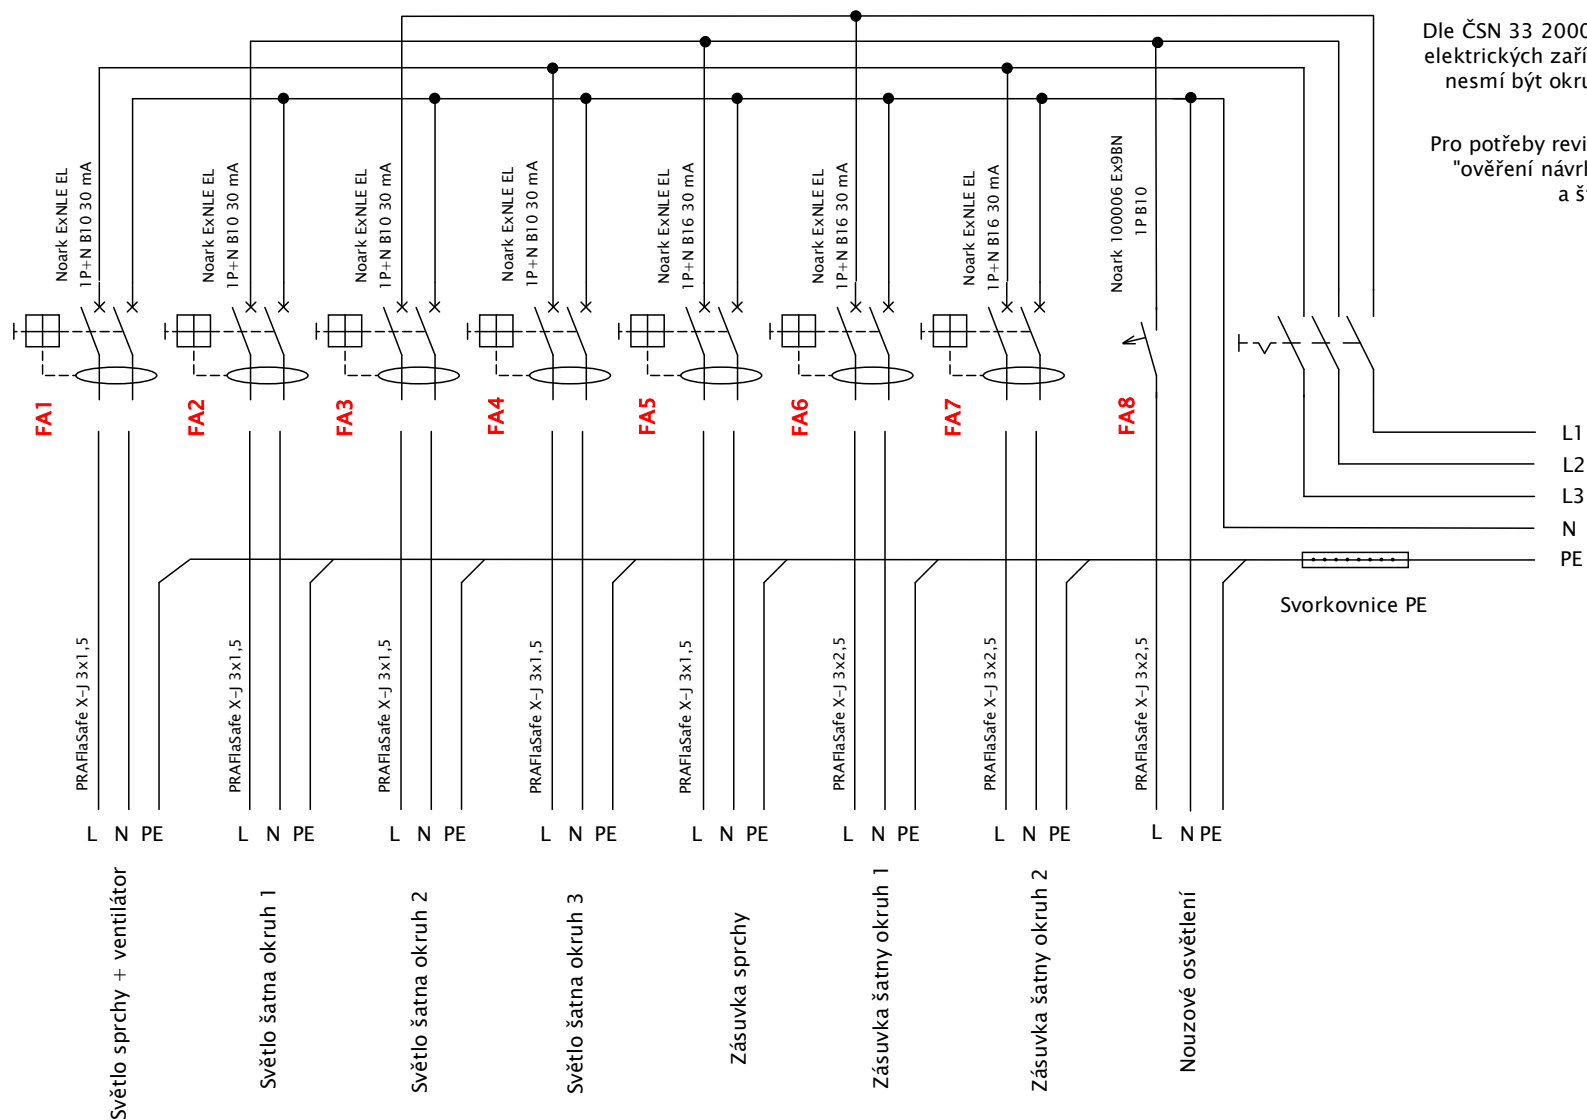 Dle ČSN 33 2000
elektrických zaří
nesmí být okru
Pro potřeby revi
"ověření návrh
a š
Noark ExNLE EL
1P+N B10 30 mA
Noark ExNLE EL
1P+N B10 30 mA
Noark ExNLE EL
1P+N B10 30 mA
Noark ExNLE EL
1P+N B10 30 mA
Noark ExNLE EL
1P+N B16 30 mA
Noark ExNLE EL
1P+N B16 30 mA
Noark ExNLE EL
1P+N B16 30 mA
Noark 100006 Ex9BN
1P B10
FA1
FA2
FA3
FA4
FA5
FA6
FA7
FA8
L1
L2
L3
N
PE
Svorkovnice PE
PRAFlaSafe X-J 3x1,5
PRAFlaSafe X-J 3x1,5
PRAFlaSafe X-J 3x1,5
PRAFlaSafe X-J 3x1,5
PRAFlaSafe X-J 3x1,5
PRAFlaSafe X-J 3x2,5
PRAFlaSafe X-J 3x2,5
PRAFlaSafe X-J 3x2,5
L N PE
L N PE
L N PE
L N PE
L N PE
L N PE
L N PE
L N PE
Světlo sprchy + ventilátor
Světlo šatna okruh 1
Světlo šatna okruh 2
Světlo šatna okruh 3
Zásuvka sprchy
Zásuvka šatny okruh 1
Zásuvka šatny okruh 2
Nouzové osvětlení